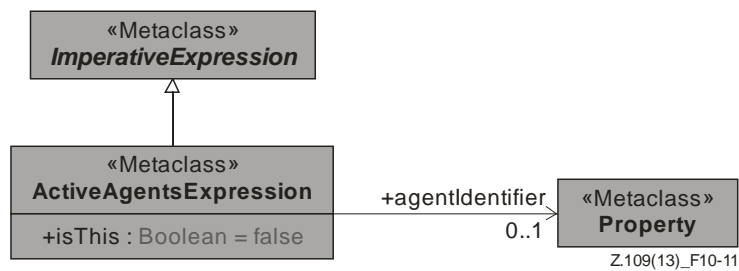 «Metaclass»
ImperativeExpression
«Metaclass»
ActiveAgentsExpression
+isThis : Boolean = false
+agentIdentifier
0..1
«Metaclass»
Property
Z.109(13)_F10-11